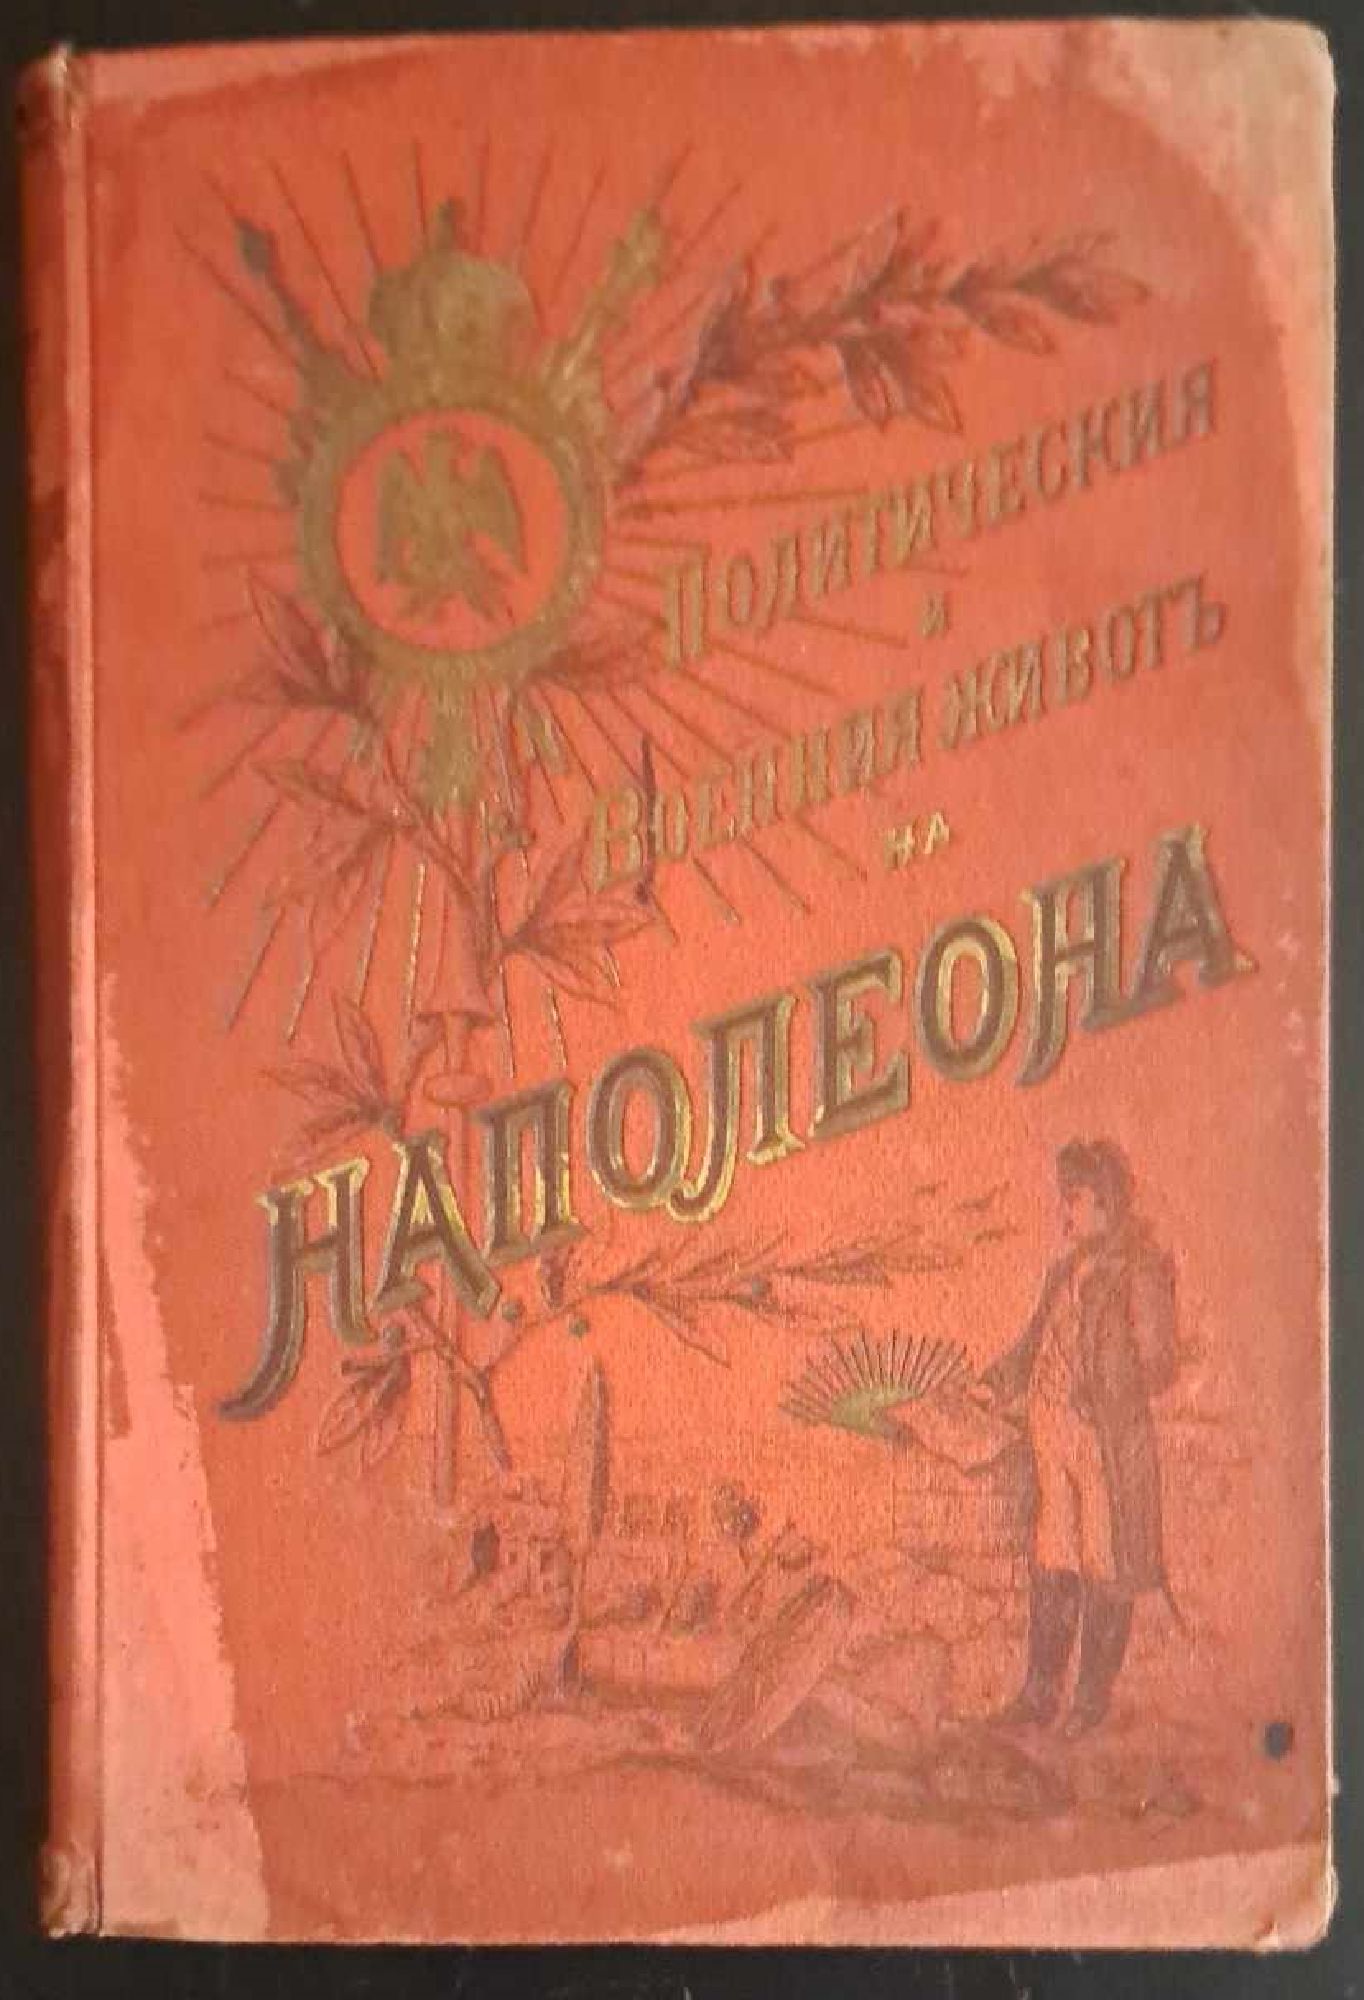 Политическия
и
Военния животъ
на
Наполеона